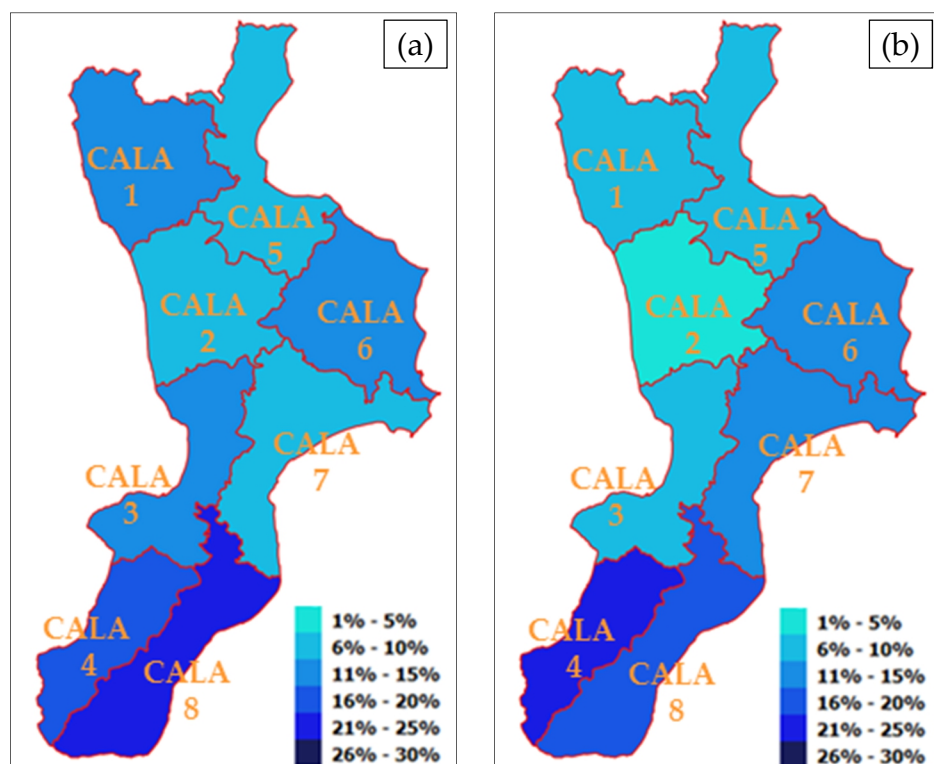 (a)
CALA
1
CALA
5
CALA
2
CALA
6
CALA
7
CALA
3
CALA
4
CALA
8
1% - 5%
6% - 10%
11% - 15%
16% - 20%
21% - 25%
26% - 30%
(b)
CALA
1
CALA
5
CALA
2
CALA
6
CALA
7
CALA
3
CALA
4
CALA
8
1% - 5%
6% - 10%
11% - 15%
16% - 20%
21% - 25%
26% - 30%